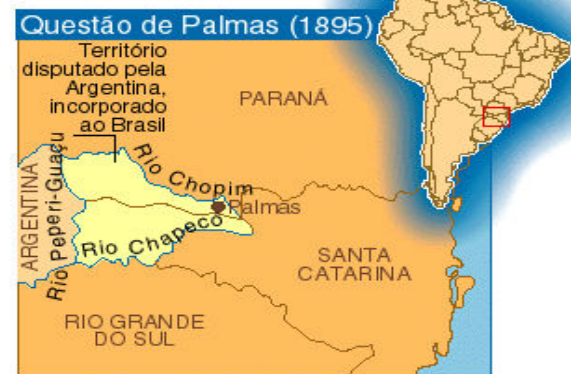 Questão de Palmas (1895)
Território
disputado pela
Argentina,
incorporado
ao Brasil
PARANÁ
Rio Chopim
Palmas
ARGENTINA
Rio Peperi-Guaçu
Rio Chapecó
SANTA
CATARINA
RIO GRANDE
DO SUL